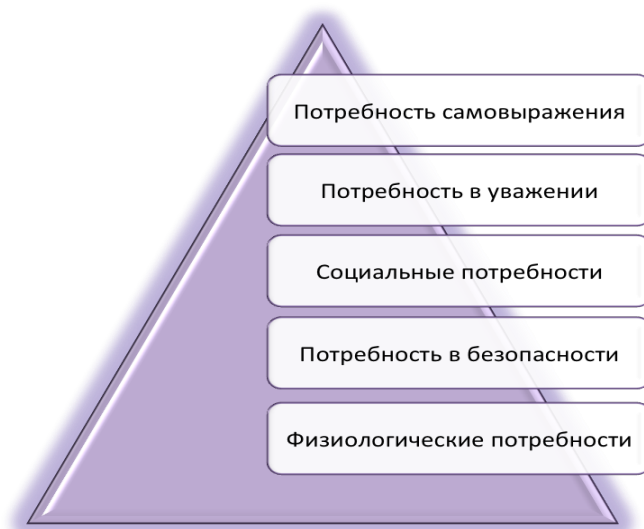 Потребность самовыражения
Потребность в уважении
Социальные потребности
Потребность в безопасности
Физиологические потребности